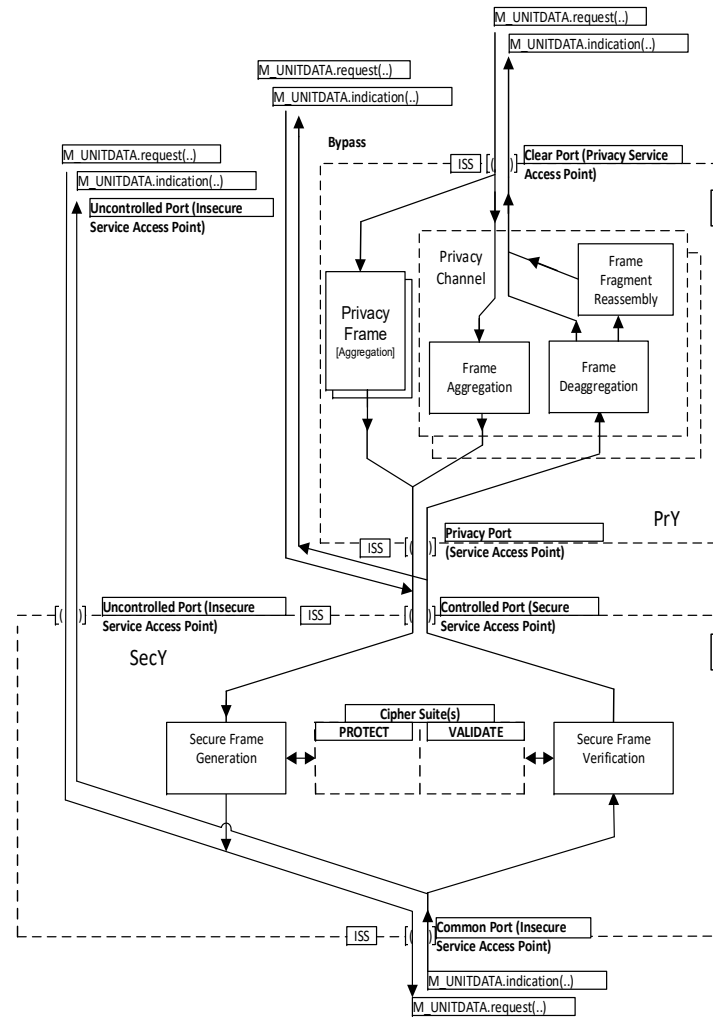 M_UNITDATA.request(..)
M_UNITDATA.indication(..)
M_UNITDATA.request(..)
M_UNITDATA.indication(..)
Bypass
M_UNITDATA.request(..)
M_UNITDATA.indication(..)
Uncontrolled Port (Insecure
Service Access Point)
ISS
[( )]
Clear Port (Privacy Service
Access Point)
Privacy
Channel
Frame
Fragment
Reassembly
Privacy
Frame
[Aggregation]
Frame
Aggregation
Frame
Deaggregation
PrY
ISS
[( )]
Privacy Port
(Service Access Point)
[( )]
Uncontrolled Port (Insecure
Service Access Point)
ISS
[( )]
Controlled Port (Secure
Service Access Point)
SecY
Cipher Suite(s)
PROTECT
VALIDATE
Secure Frame
Generation
Secure Frame
Verification
ISS
[( )]
Common Port (Insecure
Service Access Point)
M_UNITDATA.indication(..)
M_UNITDATA.request(..)